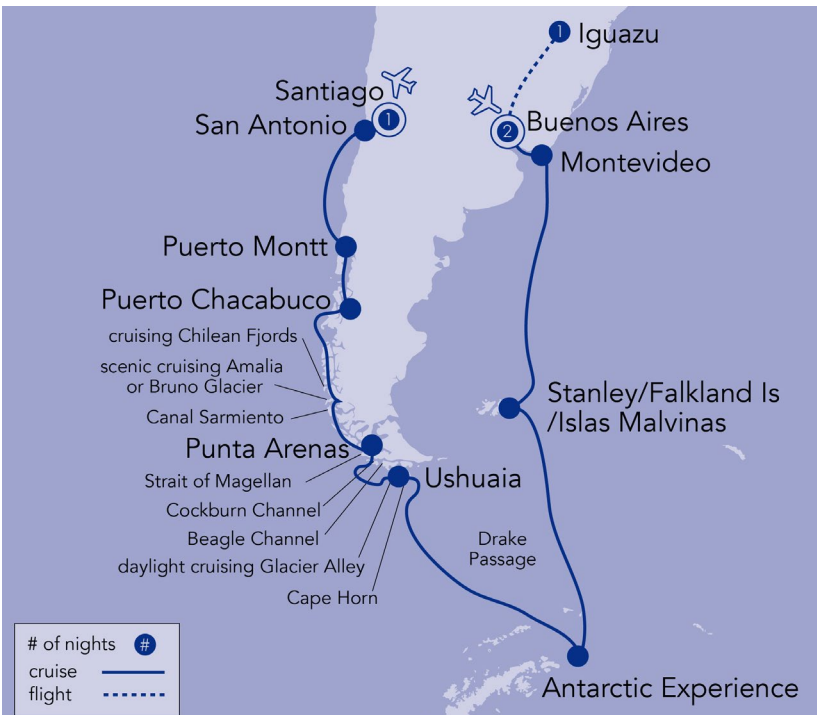 1 Iguazu
Santiago
1
San Antonio
2 Buenos Aires
Montevideo
Puerto Montt
Puerto Chacabuco
cruising Chilean Fjords
scenic cruising Amalia
or Bruno Glacier
Canal Sarmiento
Stanley/Falkland Is
/Islas Malvinas
Punta Arenas
Strait of Magellan
Ushuaia
Cockburn Channel
Beagle Channel
daylight cruising Glacier Alley
Cape Horn
Drake
Passage
# of nights #
cruise
flight
Antarctic Experience